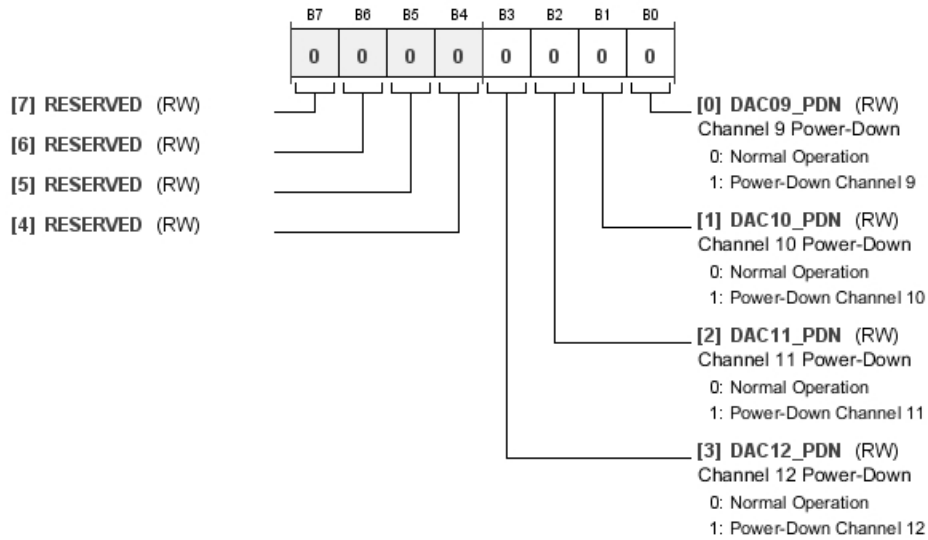 B7 B6 B5 B4 B3 B2 B1 B0
0 0 0 0 0 0 0 0
[7] RESERVED (RW)
[6] RESERVED (RW)
[5] RESERVED (RW)
[4] RESERVED (RW)
[0] DAC09_PDN (RW)
Channel 9 Power-Down
0: Normal Operation
1: Power-Down Channel 9
[1] DAC10_PDN (RW)
Channel 10 Power-Down
0: Normal Operation
1: Power-Down Channel 10
[2] DAC11_PDN (RW)
Channel 11 Power-Down
0: Normal Operation
1: Power-Down Channel 11
[3] DAC12_PDN (RW)
Channel 12 Power-Down
0: Normal Operation
1: Power-Down Channel 12